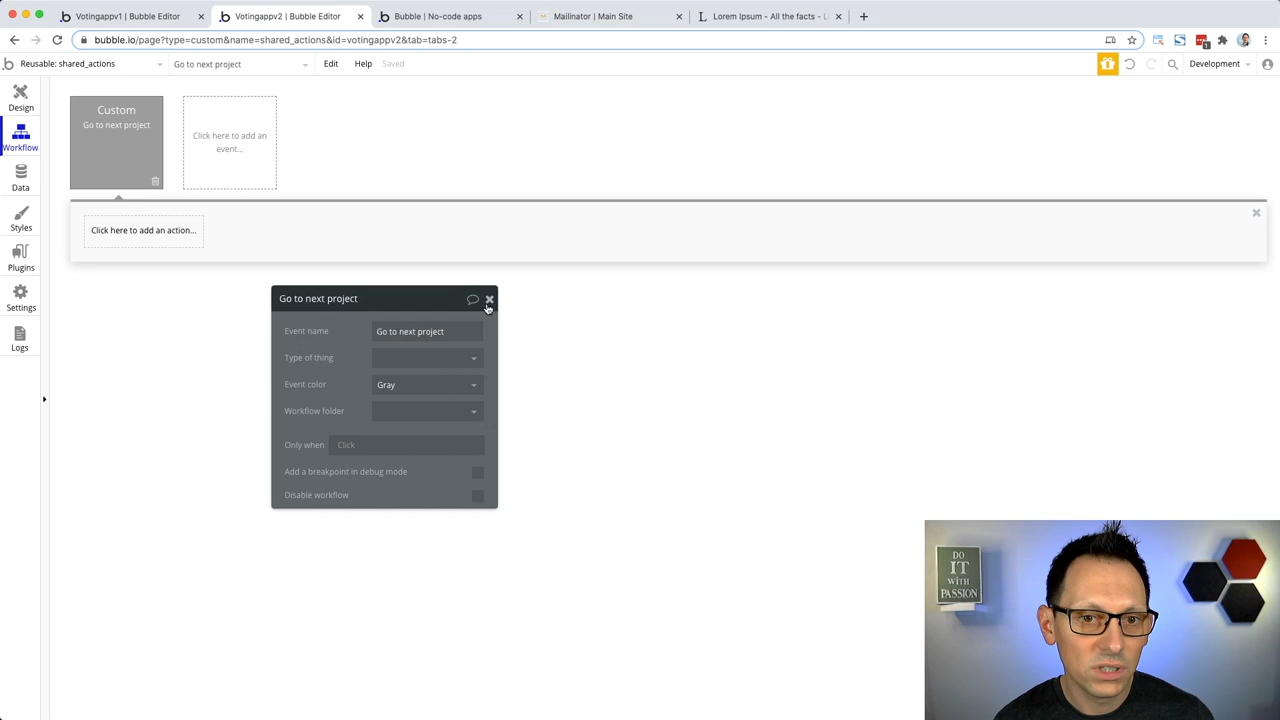 Votingappv1 | Bubble Editor
Votingappv2 | Bubble Editor
Bubble | No-code apps
Mailinator | Main Site
Lorem Ipsum - All the facts - Li
bubble.io/page?type=custom&name=shared_actions&id=votingappv2&tab=tabs-2
1
Reusable: shared_actions
Go to next project
Edit
Help
Saved
Development
Design
Workflow
Data
Styles
Plugins
Settings
Logs
Custom
Go to next project
Click here to add an
event...
Click here to add an action...
Go to next project
Event name
Go to next project
Type of thing
Event color
Gray
Workflow folder
Only when
Click
Add a breakpoint in debug mode
Disable workflow
DO
IT
WITH
PASSION